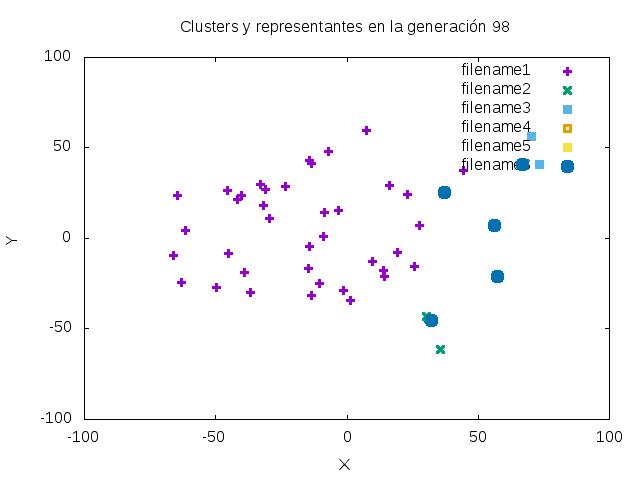 Clusters y representantes en la generación 98
100
50
0
-50
-100
-100
-50
0
50
100
Y
X
filename1
filename2
filename3
filename4
filename5
filename